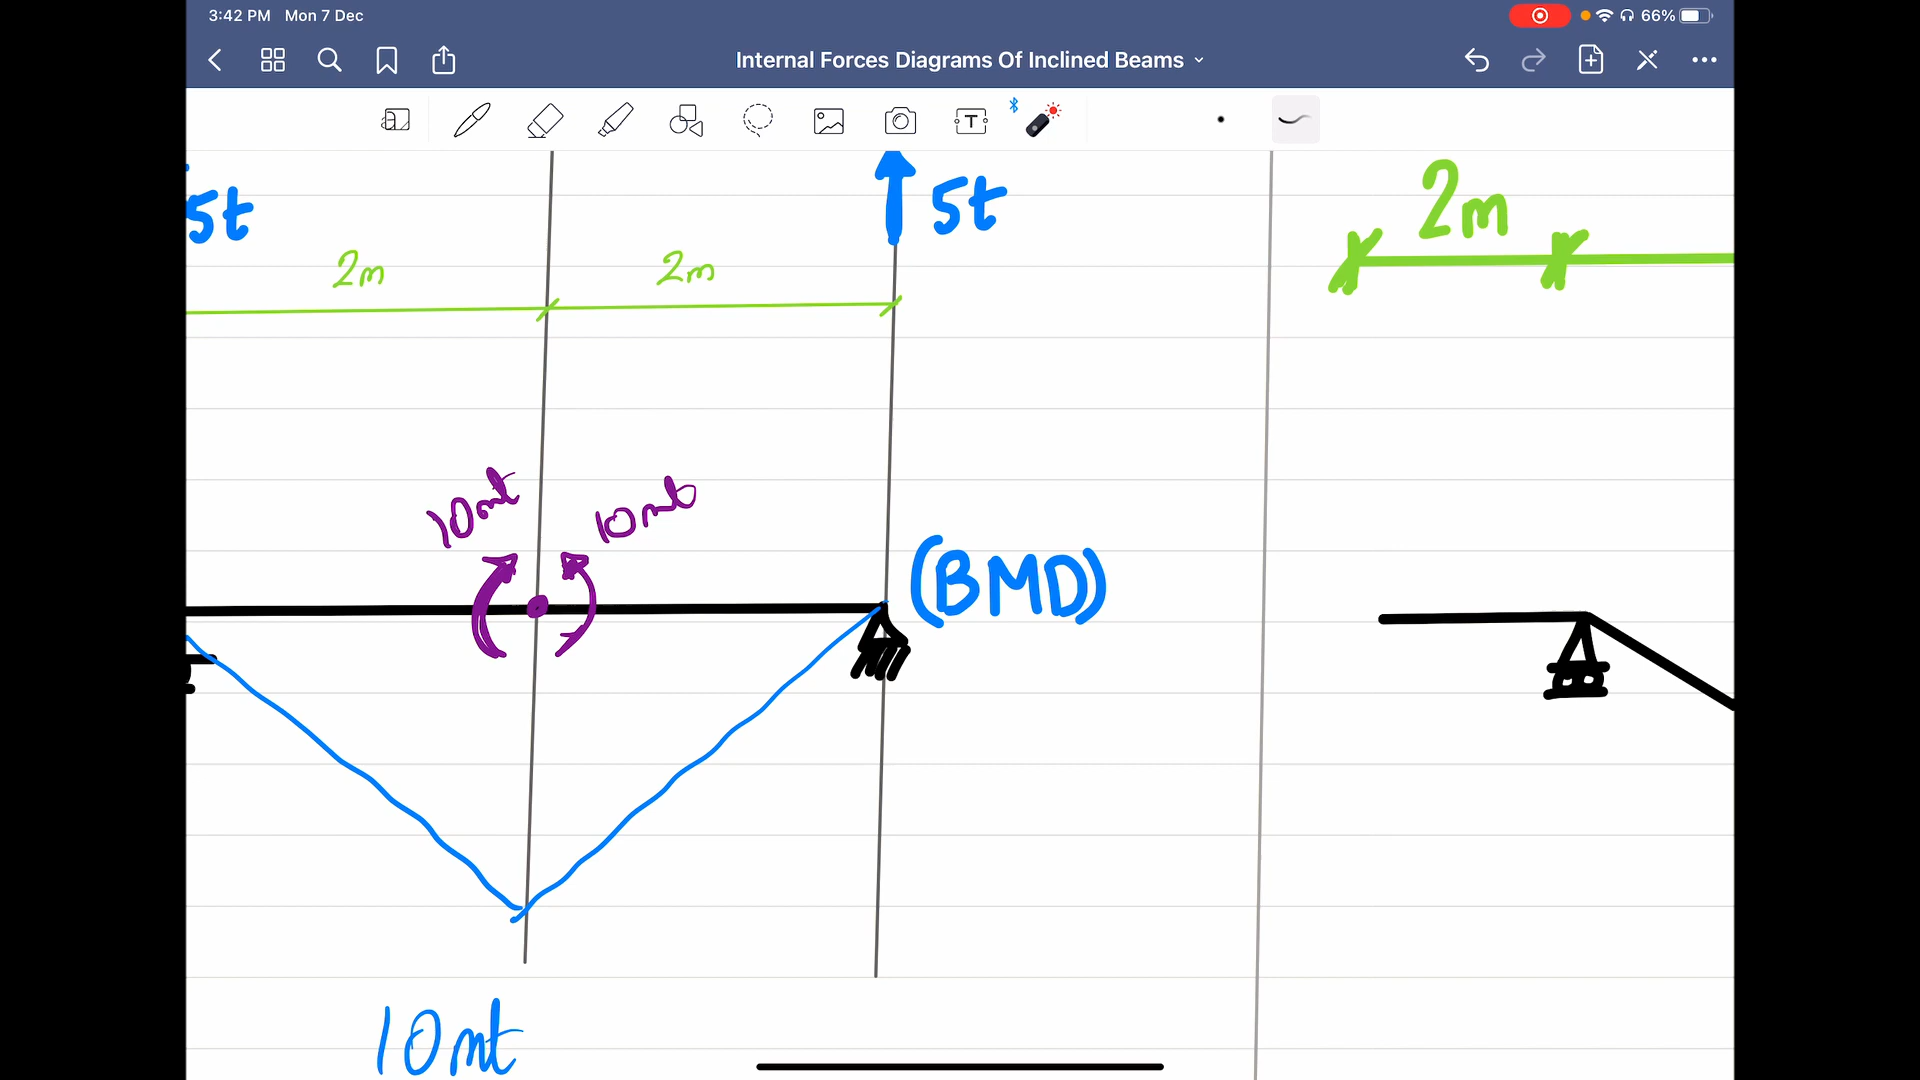 3:42 PM Mon 7 Dec
66%
Internal Forces Diagrams Of Inclined Beams
T
5t
5t
2m
2m
2m
10mt
10mt
(BMD)
10mt